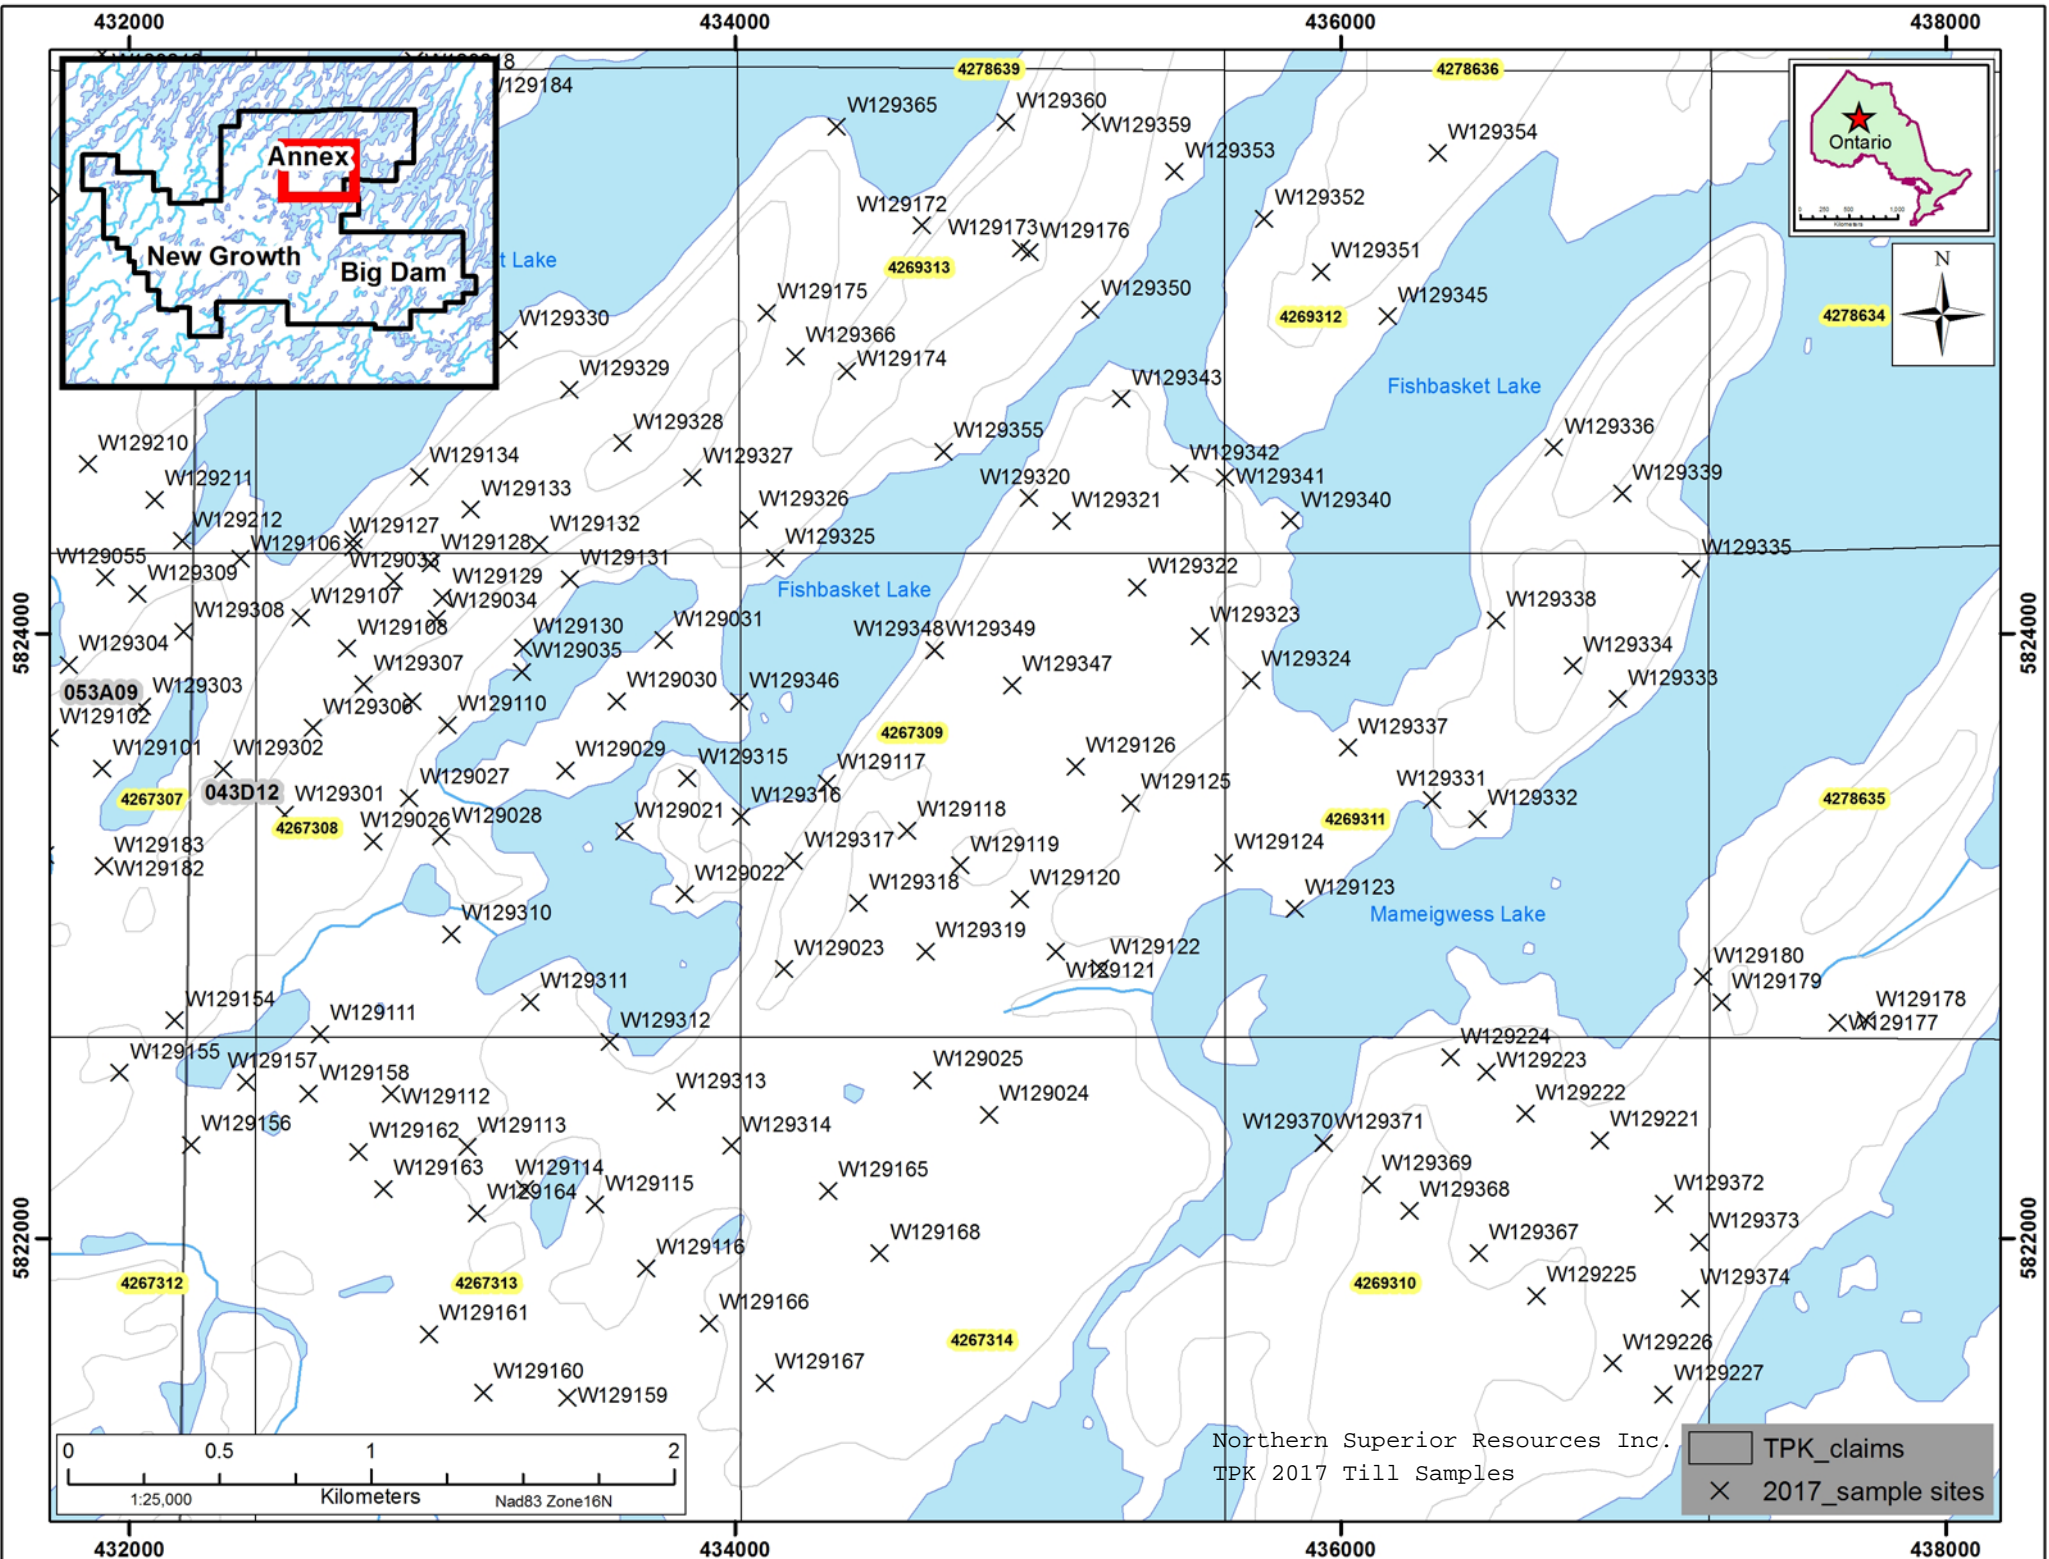 432000
434000
436000
438000
W129184
4278639
4278636
W129365
W129360
W129359
W129354
W129353
Ontario
Annex
New Growth
Big Dam
t Lake
W129172
W129173
W129176
W129352
W129351
4269313
N
W129175
W129350
W129345
4269312
4278634
W129330
W129366
W129174
W129329
W129343
Fishbasket Lake
W129328
W129355
W129336
W129210
W129134
W129327
W129342
W129211
W129133
W129320
W129341
W129339
W129326
W129321
W129340
W129212
W129127
W129132
W129106
W129128
W129325
W129335
W129055
W129033
W129131
W129309
W129129
W129322
Fishbasket Lake
W129107
W129034
W129338
W129308
W129323
5824000
5824000
W129108
W129130
W129031
W129348
W129349
W129304
W129035
W129334
W129307
W129347
W129324
053A09
W129303
W129030
W129346
W129333
W129102
W129306
W129110
4267309
W129337
W129101
W129302
W129029
W129315
W129126
W129027
W129117
W129125
W129331
4267307
043D12
W129301
W129316
W129332
4278635
4267308
W129026
W129028
W129021
W129118
4269311
W129183
W129317
W129119
W129124
W129182
W129022
W129318
W129120
W129123
W129310
Mameigwess Lake
W129319
W129023
W129122
W129180
W129121
W129311
W129179
W129154
W129178
W129111
W129312
W129177
W129224
W129155
W129157
W129025
W129223
W129158
W129313
W129112
W129024
W129222
W129156
W129162
W129113
W129314
W129370
W129371
W129221
W129163
W129114
W129165
W129369
W129164
W129115
W129368
W129372
5822000
5822000
W129116
W129168
W129367
W129373
4267312
4267313
4269310
W129225
W129374
W129161
W129166
4267314
W129226
W129160
W129167
W129227
W129159
0 0.5 1 2
1:25,000
Kilometers
Nad83 Zone16N
Northern Superior Resources Inc.
TPK 2017 Till Samples
TPK_claims
2017_sample sites
432000
434000
436000
438000